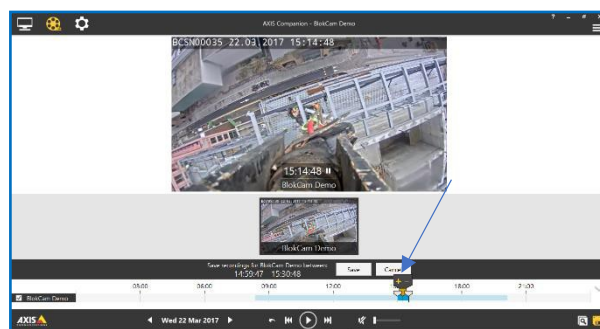 AXIS Companion - BlokCam Demo
BCSN00035 22.03 2017 15:14:48
15:14:48
BlokCam Demo
BlokCam Demo
Save recordings for BlokCam Demo between:
14:59:47 15:30:48
Save
Cancel
03:00 06:00 09:00 12:00 15:00 18:00 21:00
BlokCam Demo
AXIS
Wed 22 Mar 2017